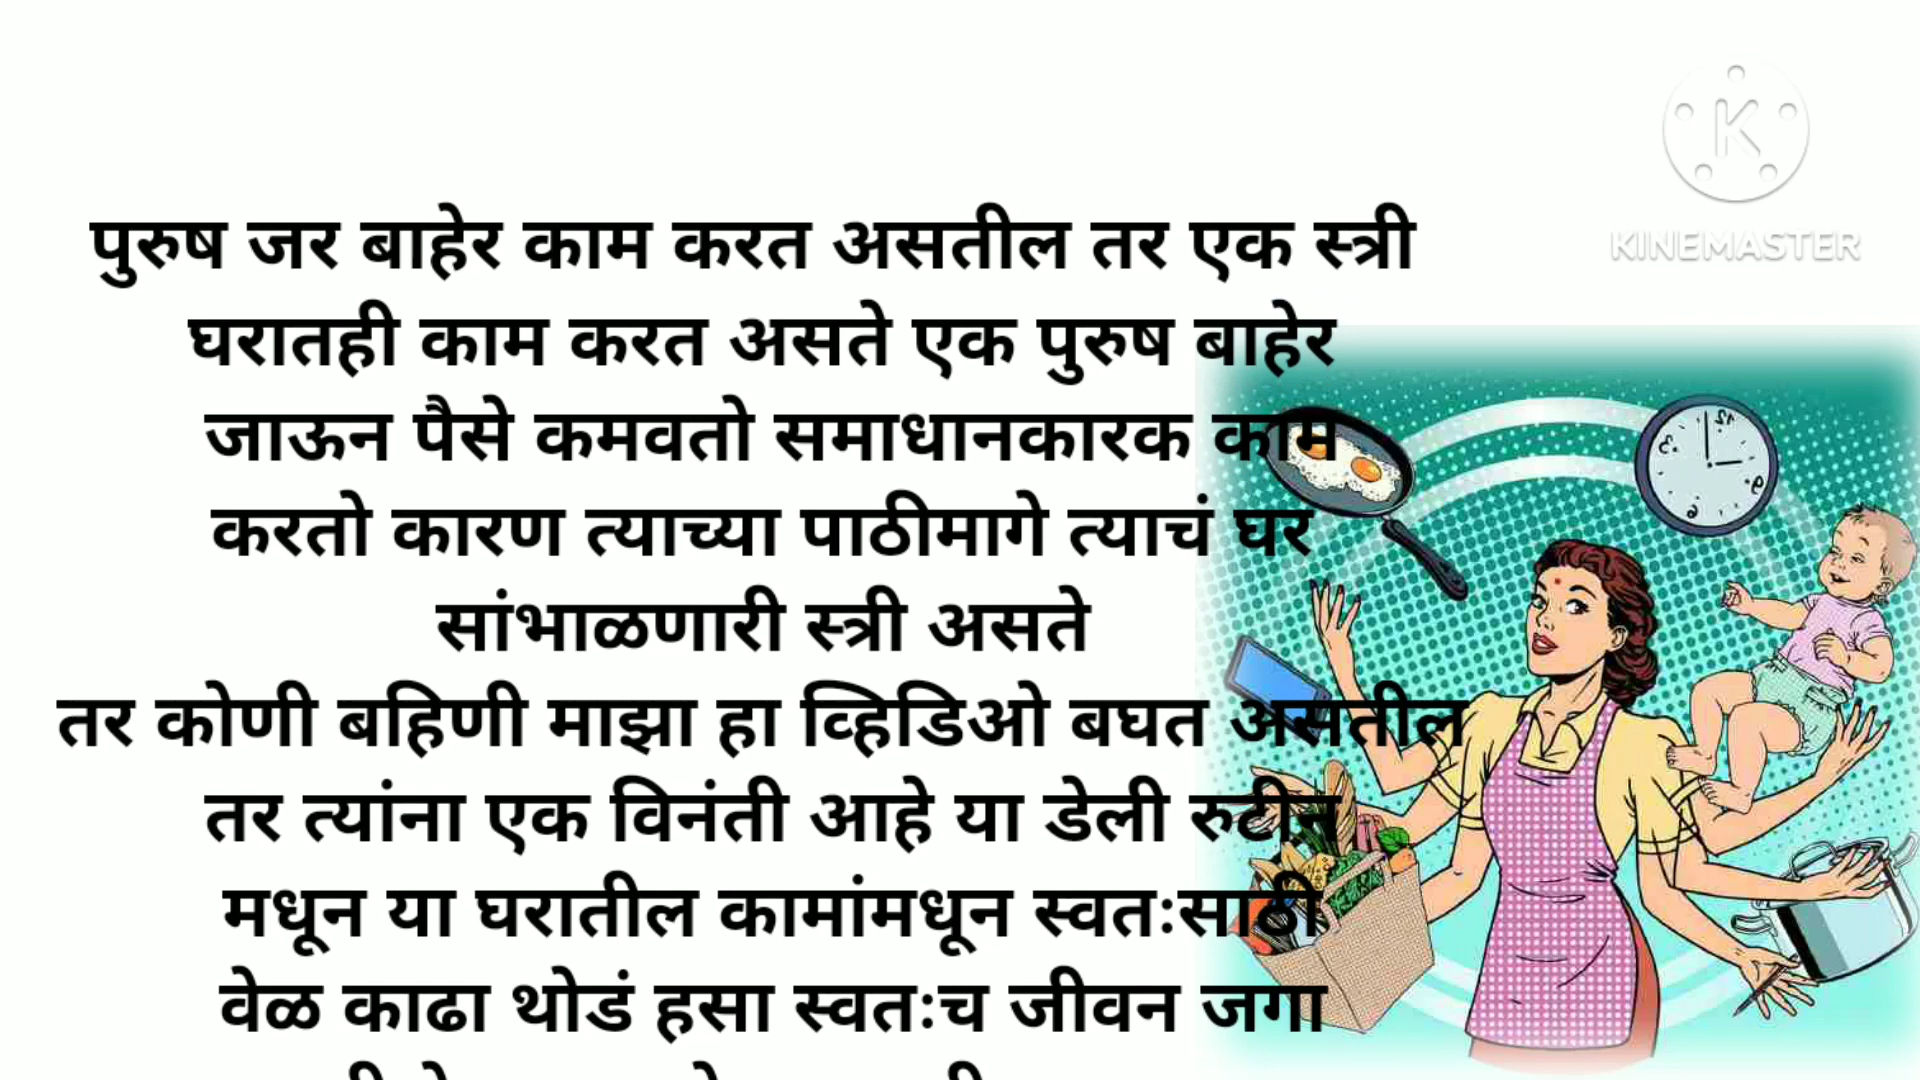 KINEMASTER
पुरुष जर बाहेर काम करत असतील तर एक स्त्री
घरातही काम करत असते एक पुरुष बाहेर
जाऊन पैसे कमवतो समाधानकारक काम
करतो कारण त्याच्या पाठीमागे त्याचं घर
सांभाळणारी स्त्री असते
तर कोणी बहिणी माझा हा व्हिडिओ बघत असतील
तर त्यांना एक विनंती आहे या डेली रुटीन
मधून या घरातील कामांमधून स्वतःसाठी
वेळ काढा थोडं हसा स्वतःच जीवन जगा